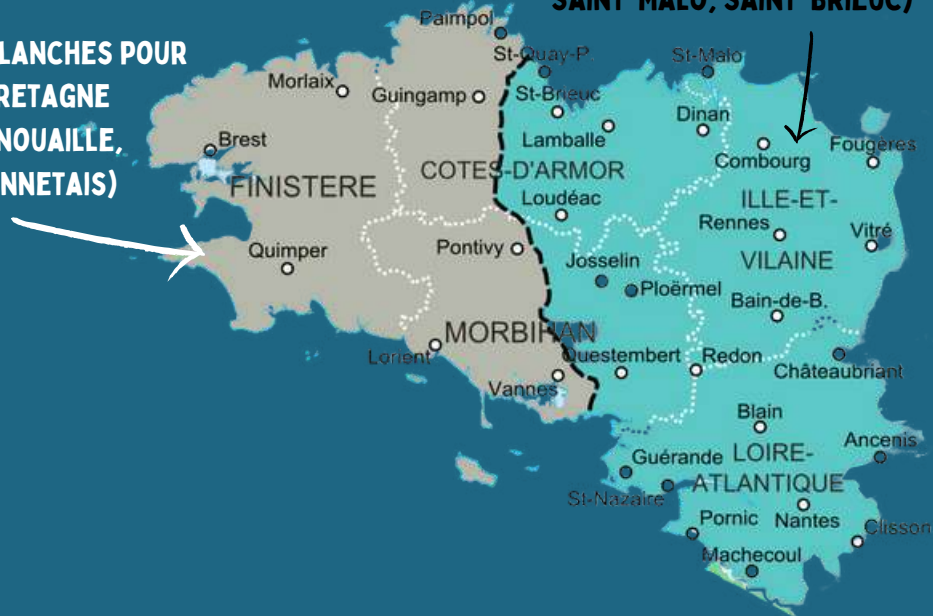 SAINT-MALO, SAINT-BRIEUC)
LANCHES POUR
RETAGNE
NOUAILLE,
NNETAIS)
Paimpol
St-Quay-P.
St-Malo
Morlaix
Guingamp
St-Brieuc
Dinan
Brest
Lamballe
Combourg
Fougères
FINISTERE
COTES-D'ARMOR
Loudéac
ILLE-ET-
VILAINE
Rennes
Vitré
Quimper
Pontivy
Josselin
Ploërmel
Bain-de-B.
MORBIHAN
Lorient
Questembert
Redon
Châteaubriant
Vannes
Blain
Ancenis
Guérande
LOIRE-
ATLANTIQUE
St-Nazaire
Pornic
Nantes
Clisson
Machecoul